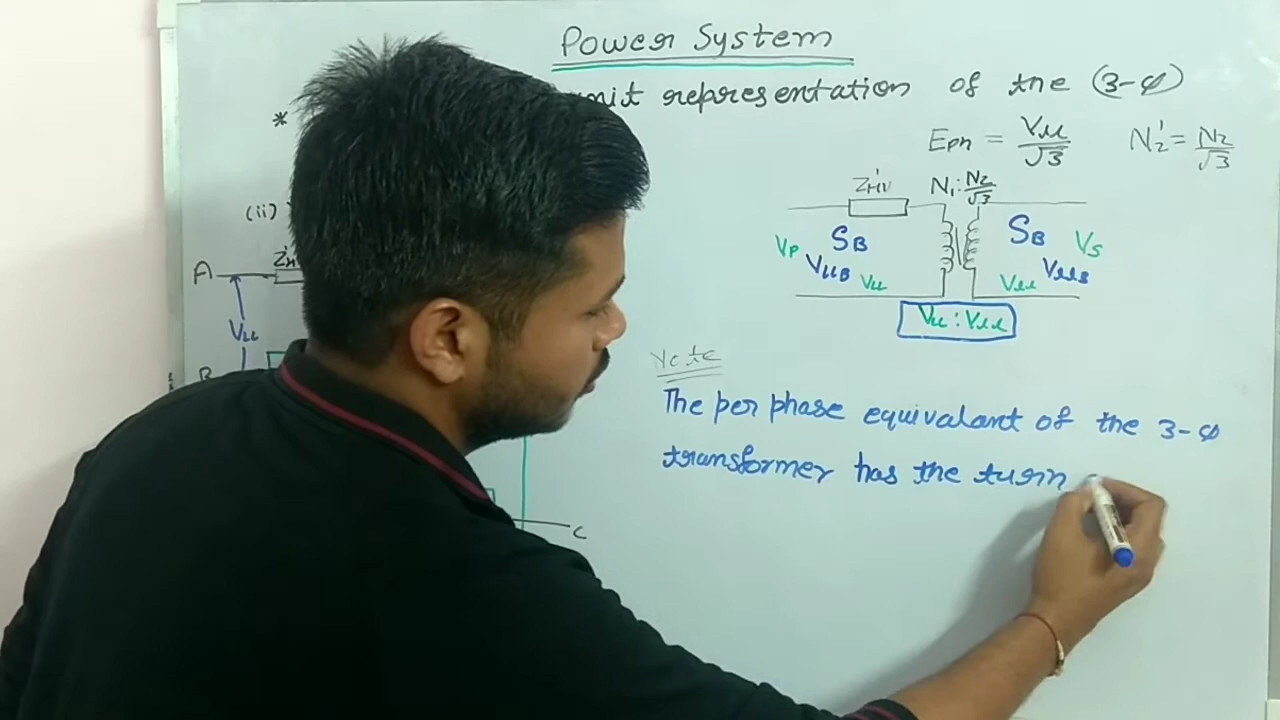 Power System
* unit representation of the (3-φ)
Eph = Vll/√3 N2' = N2/√3
(ii)
Z'HV N1:N2/√3
A
VLL
B
C
VP SB SB VS
VLLB VLL Vll VllB
VLL : Vll
Note
The per phase equivalant of the 3-φ
transformer has the turn